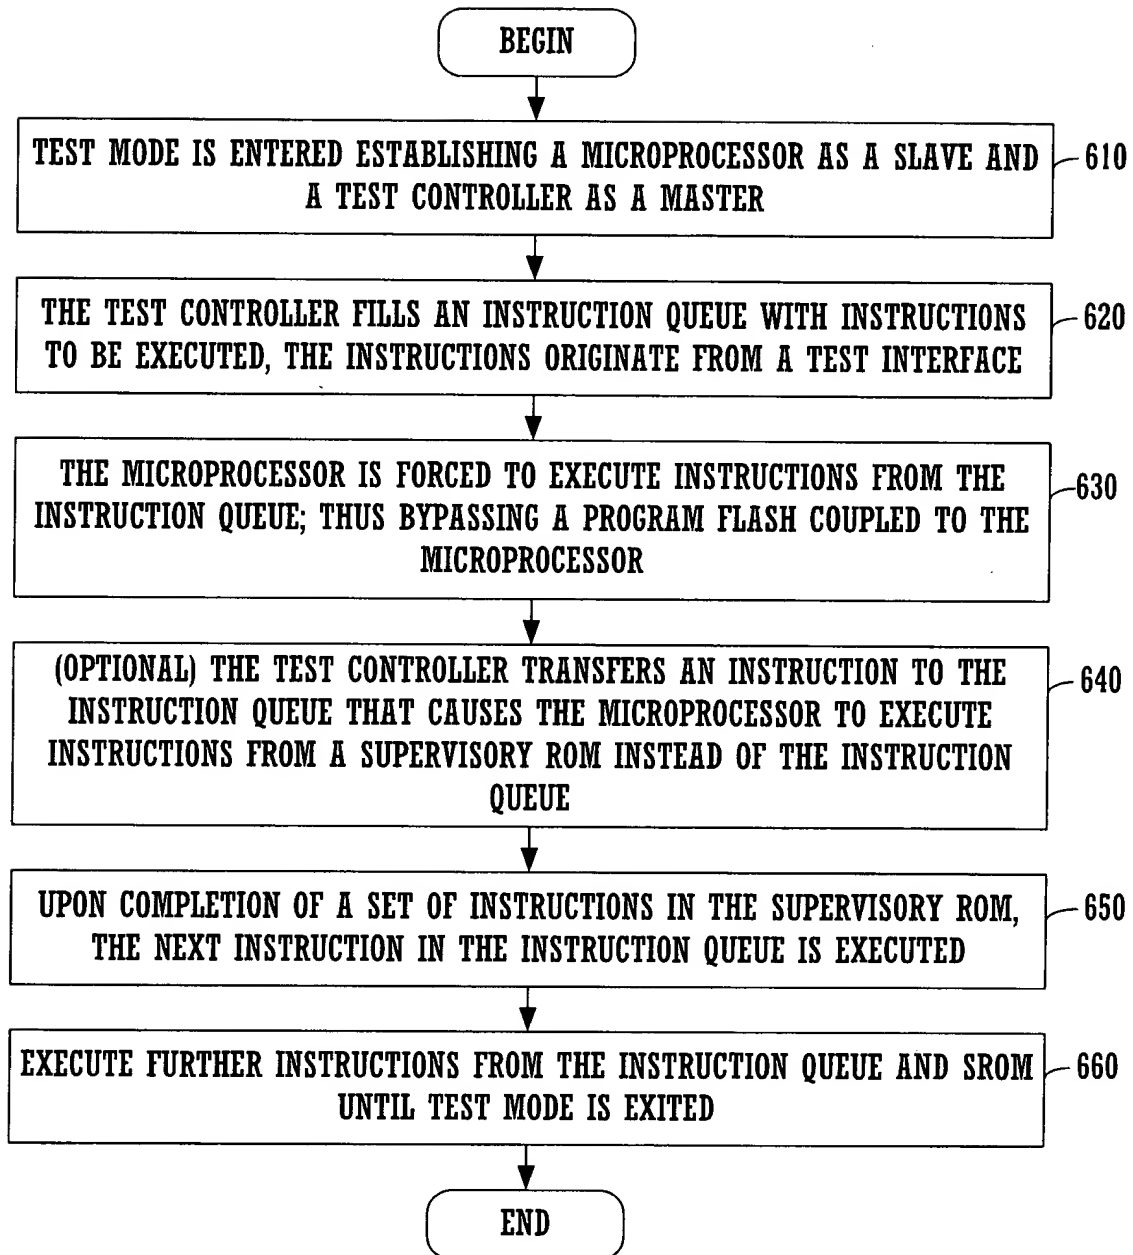 BEGIN
TEST MODE IS ENTERED ESTABLISHING A MICROPROCESSOR AS A SLAVE AND
A TEST CONTROLLER AS A MASTER
610
THE TEST CONTROLLER FILLS AN INSTRUCTION QUEUE WITH INSTRUCTIONS
TO BE EXECUTED, THE INSTRUCTIONS ORIGINATE FROM A TEST INTERFACE
620
THE MICROPROCESSOR IS FORCED TO EXECUTE INSTRUCTIONS FROM THE
INSTRUCTION QUEUE; THUS BYPASSING A PROGRAM FLASH COUPLED TO THE
MICROPROCESSOR
630
(OPTIONAL) THE TEST CONTROLLER TRANSFERS AN INSTRUCTION TO THE
INSTRUCTION QUEUE THAT CAUSES THE MICROPROCESSOR TO EXECUTE
INSTRUCTIONS FROM A SUPERVISORY ROM INSTEAD OF THE INSTRUCTION
QUEUE
640
UPON COMPLETION OF A SET OF INSTRUCTIONS IN THE SUPERVISORY ROM,
THE NEXT INSTRUCTION IN THE INSTRUCTION QUEUE IS EXECUTED
650
EXECUTE FURTHER INSTRUCTIONS FROM THE INSTRUCTION QUEUE AND SROM
UNTIL TEST MODE IS EXITED
660
END